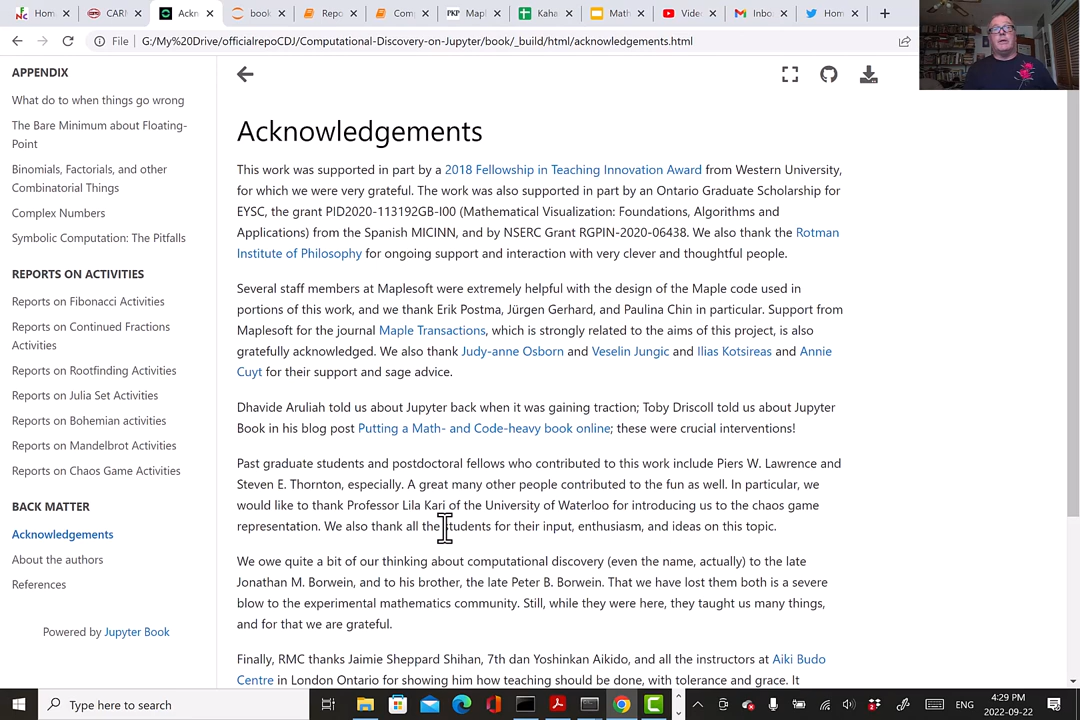 Hom
CARM
Ackn
book
Repo
Com
Mapl
Kaha
Math
Vide
Inbo
Hom
File
G:/My%20Drive/officialrepoCDJ/Computational-Discovery-on-Jupyter/book/_build/html/acknowledgements.html
APPENDIX
What do to when things go wrong
The Bare Minimum about Floating-
Point
Binomials, Factorials, and other
Combinatorial Things
Complex Numbers
Symbolic Computation: The Pitfalls
REPORTS ON ACTIVITIES
Reports on Fibonacci Activities
Reports on Continued Fractions
Activities
Reports on Rootfinding Activities
Reports on Julia Set Activities
Reports on Bohemian activities
Reports on Mandelbrot Activities
Reports on Chaos Game Activities
BACK MATTER
Acknowledgements
About the authors
References
Powered by Jupyter Book
Acknowledgements
This work was supported in part by a 2018 Fellowship in Teaching Innovation Award from Western University,
for which we were very grateful. The work was also supported in part by an Ontario Graduate Scholarship for
EYSC, the grant PID2020-113192GB-I00 (Mathematical Visualization: Foundations, Algorithms and
Applications) from the Spanish MICINN, and by NSERC Grant RGPIN-2020-06438. We also thank the Rotman
Institute of Philosophy for ongoing support and interaction with very clever and thoughtful people.
Several staff members at Maplesoft were extremely helpful with the design of the Maple code used in
portions of this work, and we thank Erik Postma, Jürgen Gerhard, and Paulina Chin in particular. Support from
Maplesoft for the journal Maple Transactions, which is strongly related to the aims of this project, is also
gratefully acknowledged. We also thank Judy-anne Osborn and Veselin Jungic and Ilias Kotsireas and Annie
Cuyt for their support and sage advice.
Dhavide Aruliah told us about Jupyter back when it was gaining traction; Toby Driscoll told us about Jupyter
Book in his blog post Putting a Math- and Code-heavy book online; these were crucial interventions!
Past graduate students and postdoctoral fellows who contributed to this work include Piers W. Lawrence and
Steven E. Thornton, especially. A great many other people contributed to the fun as well. In particular, we
would like to thank Professor Lila Kari of the University of Waterloo for introducing us to the chaos game
representation. We also thank all the students for their input, enthusiasm, and ideas on this topic.
We owe quite a bit of our thinking about computational discovery (even the name, actually) to the late
Jonathan M. Borwein, and to his brother, the late Peter B. Borwein. That we have lost them both is a severe
blow to the experimental mathematics community. Still, while they were here, they taught us many things,
and for that we are grateful.
Finally, RMC thanks Jaimie Sheppard Shihan, 7th dan Yoshinkan Aikido, and all the instructors at Aiki Budo
Centre in London Ontario for showing him how teaching should be done, with tolerance and grace. It
Type here to search
ENG
4:29 PM
2022-09-22